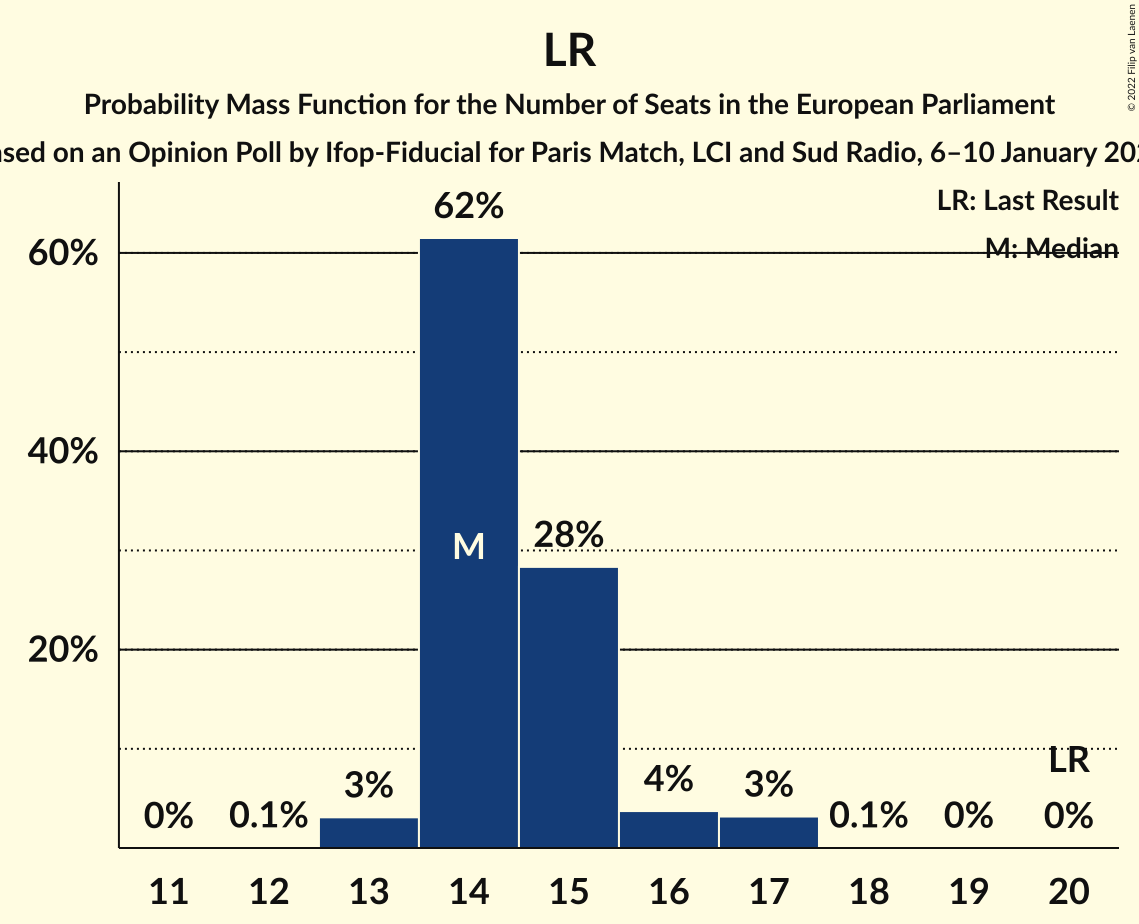 LR
© 2022 Filip van Laenen
Probability Mass Function for the Number of Seats in the European Parliament
on an Opinion Poll by Ifop-Fiducial for Paris Match, LCI and Sud Radio, 6–10 January
LR: Last Result
M: Median
62%
60%
40%
M
28%
20%
LR
0%
0.1%
3%
4%
3%
0.1%
0%
0%
11 12 13 14 15 16 17 18 19 20